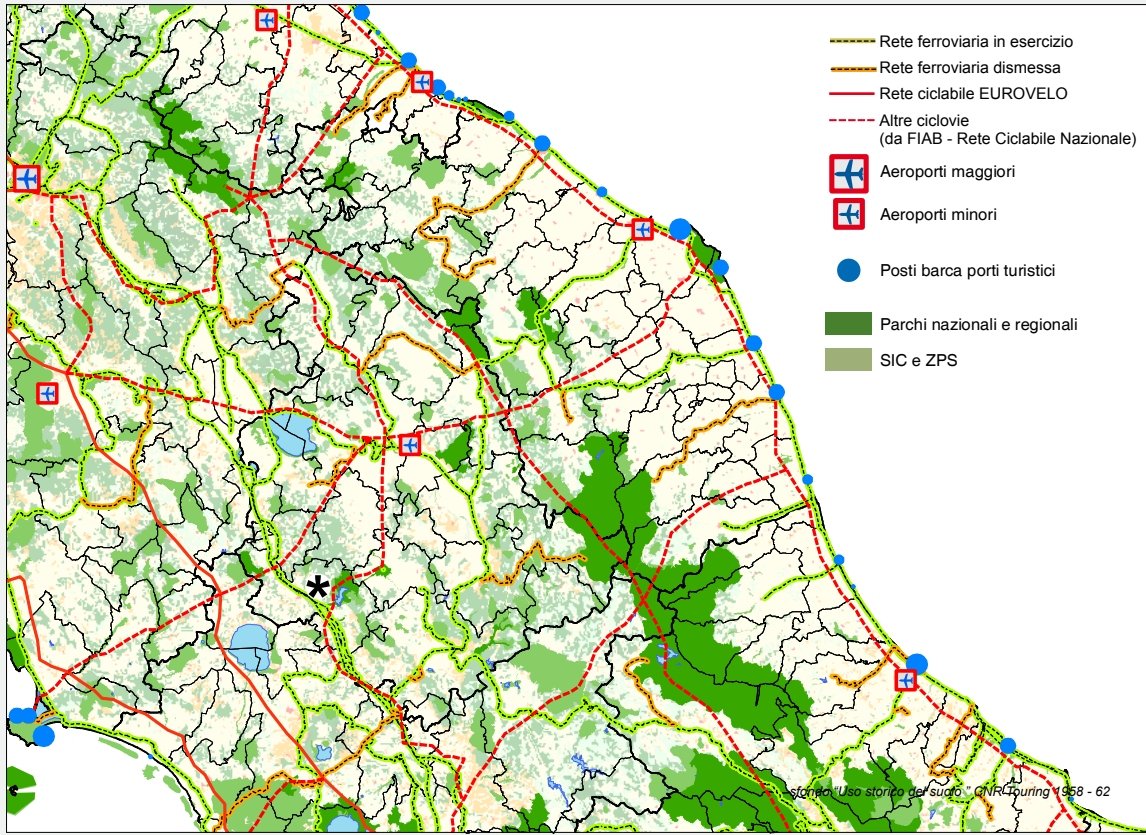 Rete ferroviaria in esercizio
Rete ferroviaria dismessa
Rete ciclabile EUROVELO
Altre ciclovie
(da FIAB - Rete Ciclabile Nazionale)
Aeroporti maggiori
Aeroporti minori
Posti barca porti turistici
Parchi nazionali e regionali
SIC e ZPS
*
sfondo "Uso storico del suolo " CNR Touring 1958 - 62